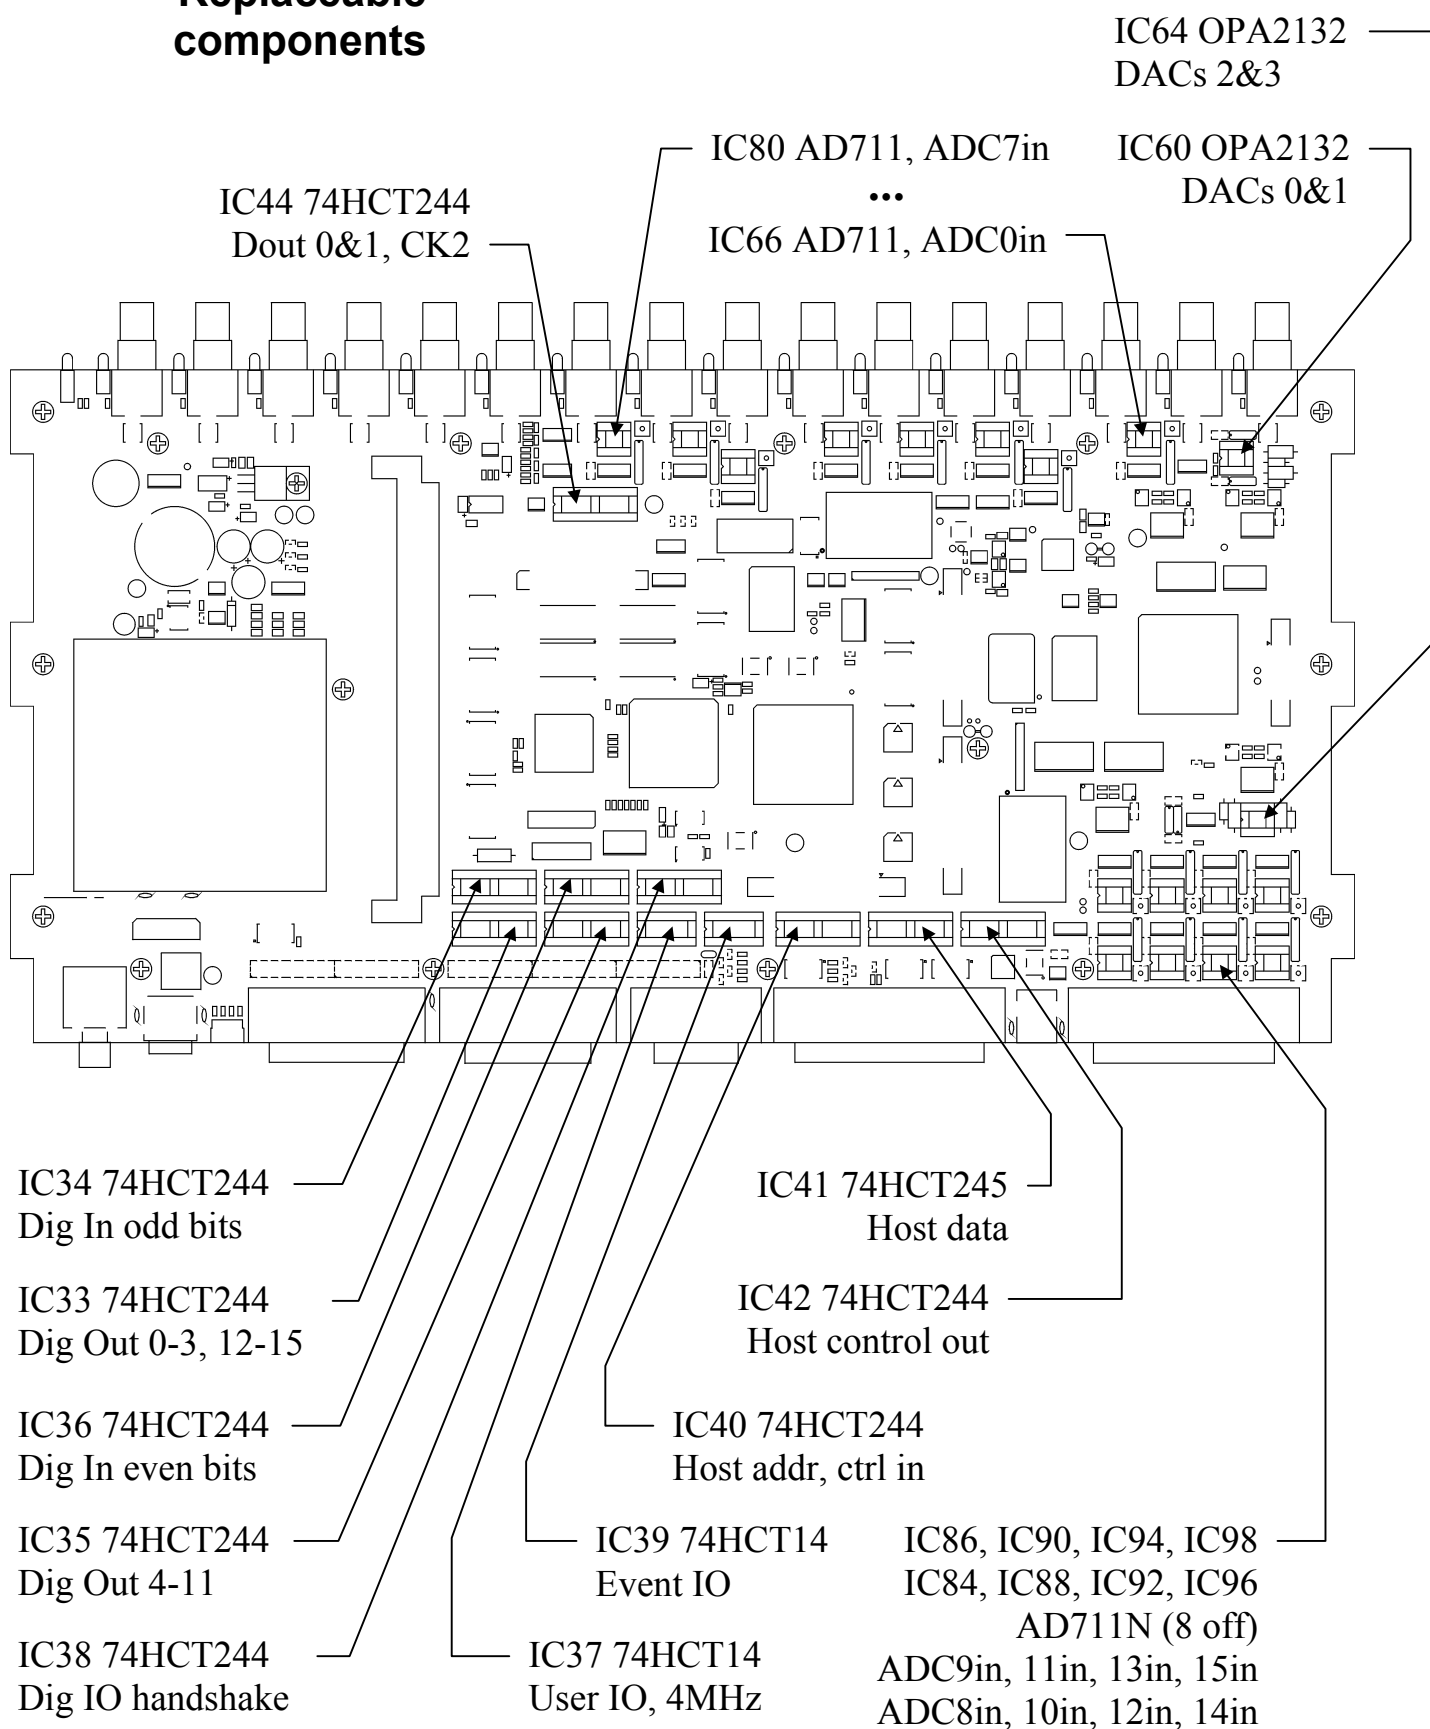 Replaceable
components
IC64 OPA2132
DACs 2&3
IC80 AD711, ADC7in
...
IC66 AD711, ADC0in
IC60 OPA2132
DACs 0&1
IC44 74HCT244
Dout 0&1, CK2
IC34 74HCT244
Dig In odd bits
IC33 74HCT244
Dig Out 0-3, 12-15
IC36 74HCT244
Dig In even bits
IC35 74HCT244
Dig Out 4-11
IC38 74HCT244
Dig IO handshake
IC41 74HCT245
Host data
IC42 74HCT244
Host control out
IC40 74HCT244
Host addr, ctrl in
IC39 74HCT14
Event IO
IC37 74HCT14
User IO, 4MHz
IC86, IC90, IC94, IC98
IC84, IC88, IC92, IC96
AD711N (8 off)
ADC9in, 11in, 13in, 15in
ADC8in, 10in, 12in, 14in